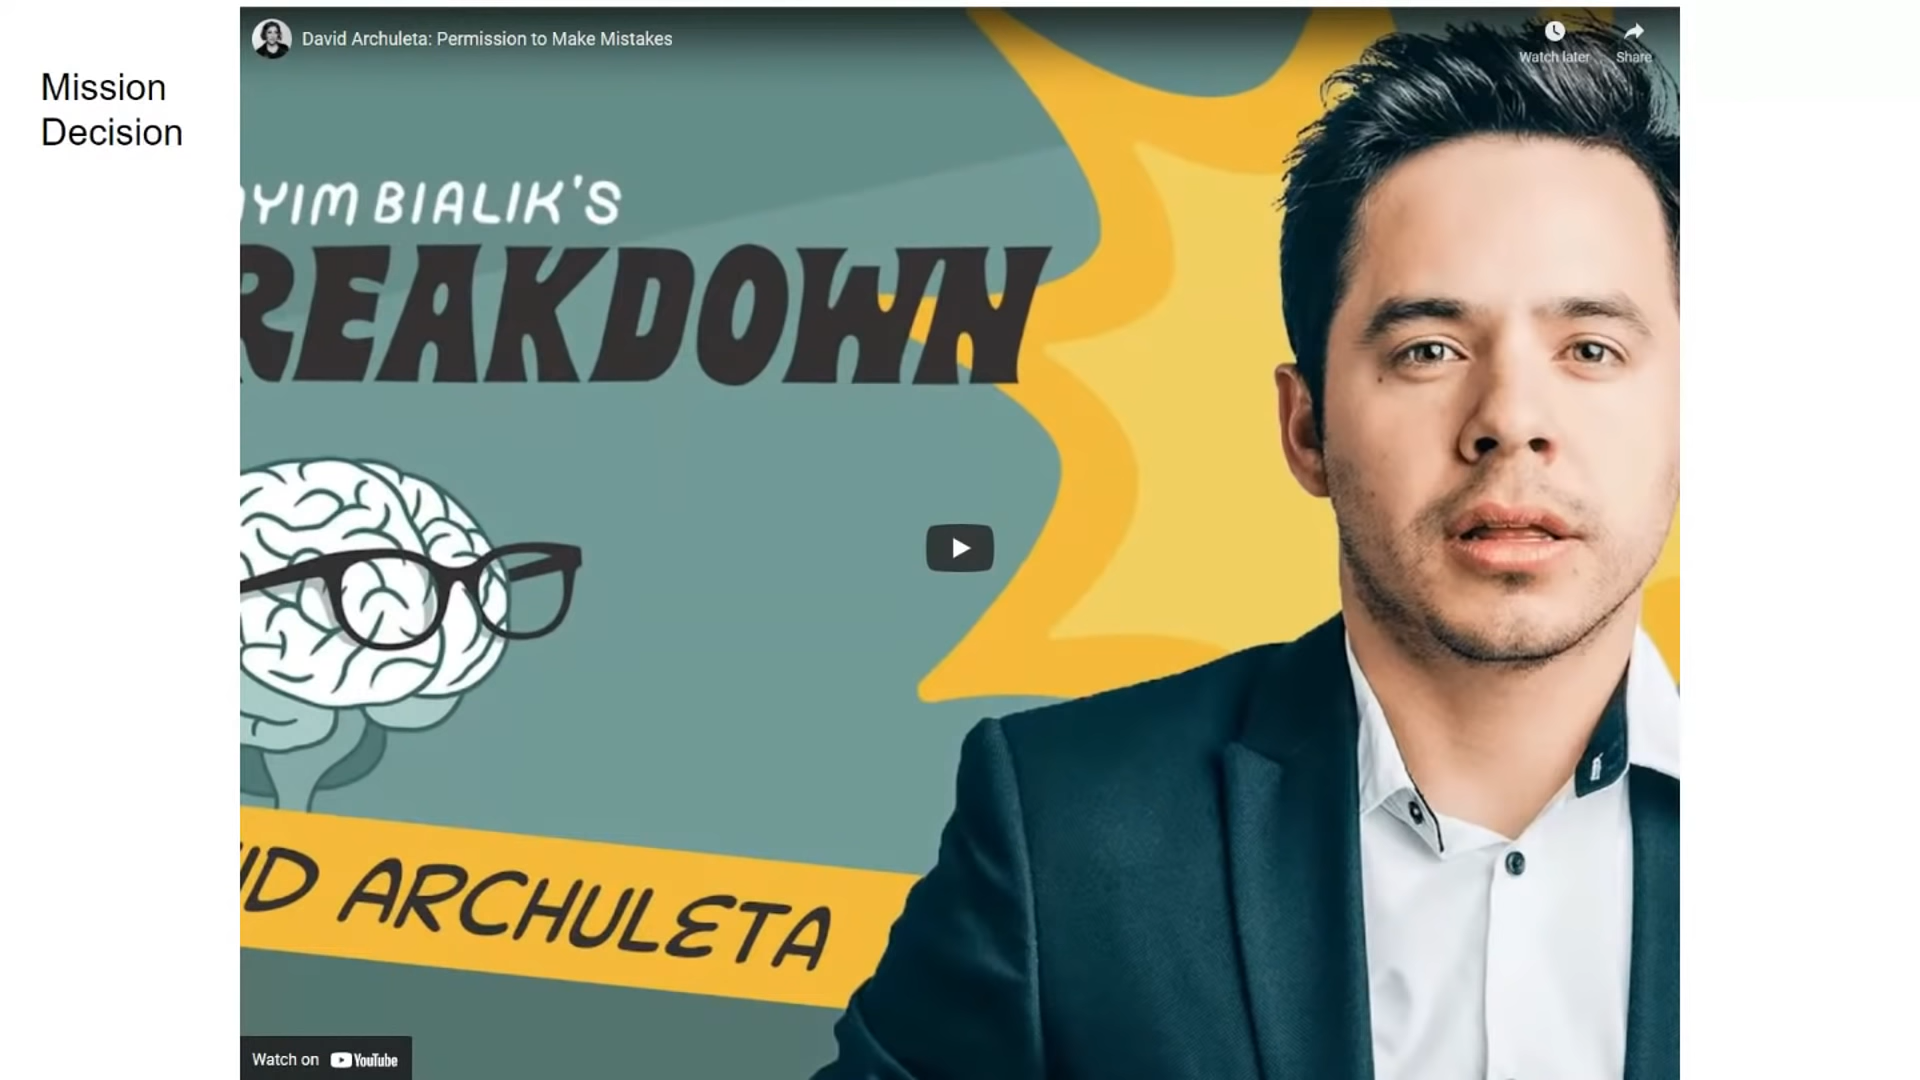 David Archuleta: Permission to Make Mistakes
Watch later
Share
Mission
Decision
YIM BIALIK'S
REAKDOWN
ID ARCHULETA
Watch on YouTube